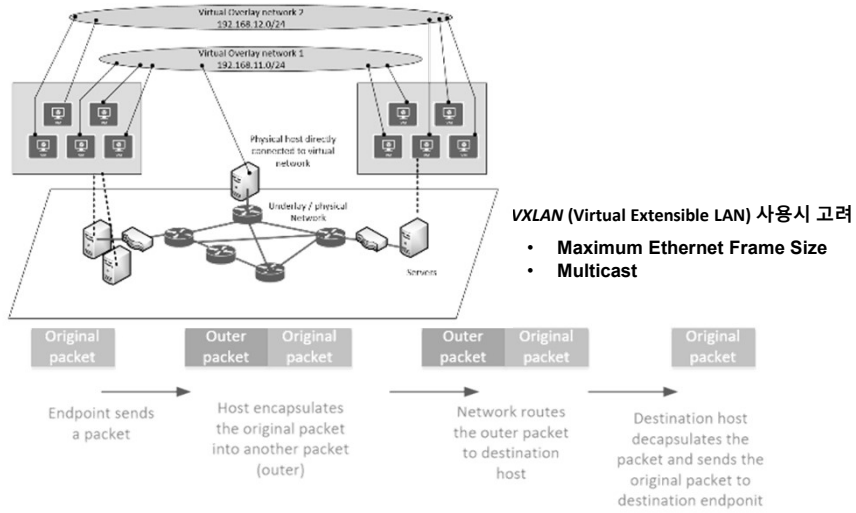 Virtual Overlay network 2
192.168.12.0/24
Virtual Overlay network 1
192.168.11.0/24
Physical host directly
connected to virtual
network
Underlay / physical
Network
Servers
VXLAN (Virtual Extensible LAN) 사용시 고려
• Maximum Ethernet Frame Size
• Multicast
Original
packet
Outer
packet
Original
packet
Outer
packet
Original
packet
Original
packet
Endpoint sends
a packet
Host encapsulates
the original packet
into another packet
(outer)
Network routes
the outer packet
to destination
host
Destination host
decapsulates the
packet and sends the
original packet to
destination endponit